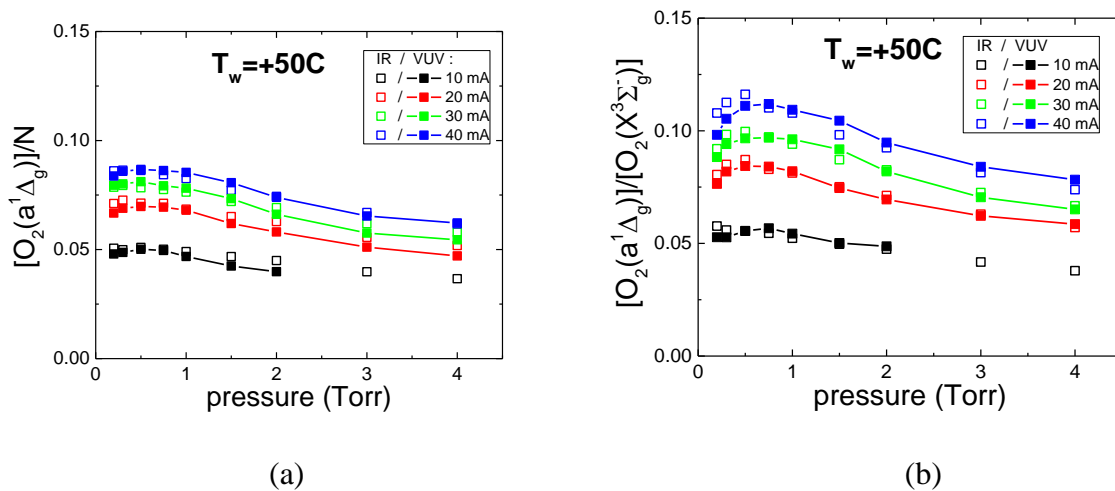 0.15
0.10
0.05
0.00
[O₂(a¹Δg)]/N
T_w=+50C
IR / VUV :
/ 10 mA
/ 20 mA
/ 30 mA
/ 40 mA
0 1 2 3 4
pressure (Torr)
(a)
0.15
0.10
0.05
0.00
[O₂(a¹Δg)]/[O₂(X³Σg⁻)]
T_w=+50C
IR / VUV
/ 10 mA
/ 20 mA
/ 30 mA
/ 40 mA
0 1 2 3 4
pressure (Torr)
(b)